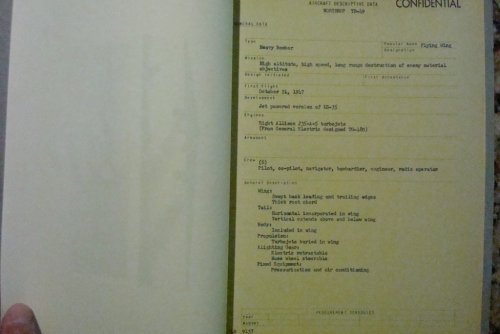 AIRCRAFT DESCRIPTIVE DATA
CONFIDENTIAL
NORTHROP YB-49
GENERAL DATA
Type
Heavy Bomber
Popular Name Flying Wing
Designation
Mission
High altitude, high speed, long range destruction of enemy material
objectives
Design Initiated
First Acceptance
First Flight
October 21, 1947
Development
Jet powered version of XB-35
Engines
Eight Allison J35-A-5 turbojets
(From General Electric designed TG-180)
Armament
Crew (6)
Pilot, co-pilot, navigator, bombardier, engineer, radio operator
General Description
Wing:
Swept back leading and trailing edges
Thick root chord
Tail:
Horizontal incorporated in wing
Vertical extends above and below wing
Body:
Included in wing
Propulsion:
Turbojets buried in wing
Alighting Gear:
Electric retractable
Nose wheel steerable
Fixed Equipment:
Pressurization and air conditioning
PROCUREMENT SCHEDULES
Year